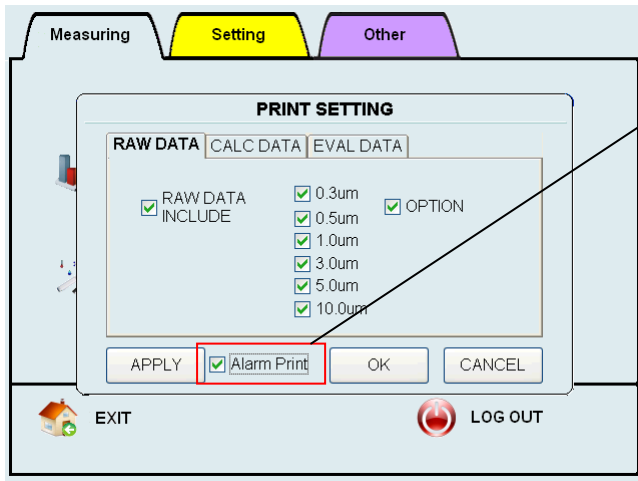 Measuring
Setting
Other
PRINT SETTING
RAW DATA
CALC DATA
EVAL DATA
RAW DATA
INCLUDE
0.3um
0.5um
1.0um
3.0um
5.0um
10.0um
OPTION
APPLY
Alarm Print
OK
CANCEL
EXIT
LOG OUT